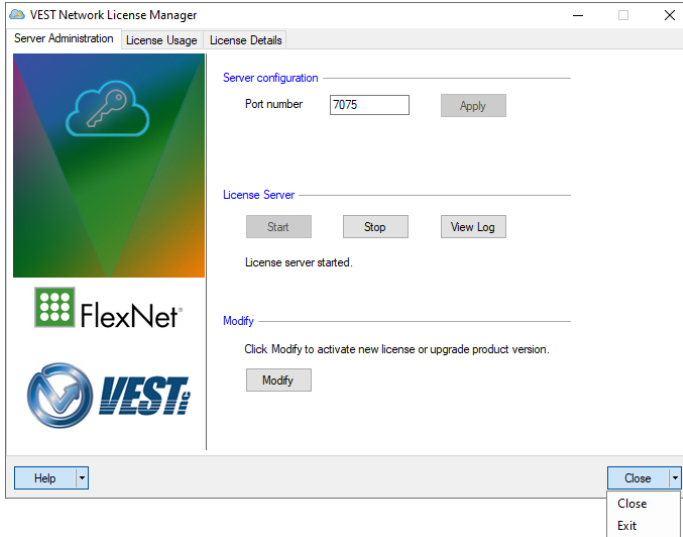 VEST Network License Manager
Server Administration License Usage License Details
Server configuration
Port number 7075 Apply
License Server
Start Stop View Log
License server started.
FlexNet
Modify
Click Modify to activate new license or upgrade product version.
Modify
VEST inc
Help Close
Close
Exit